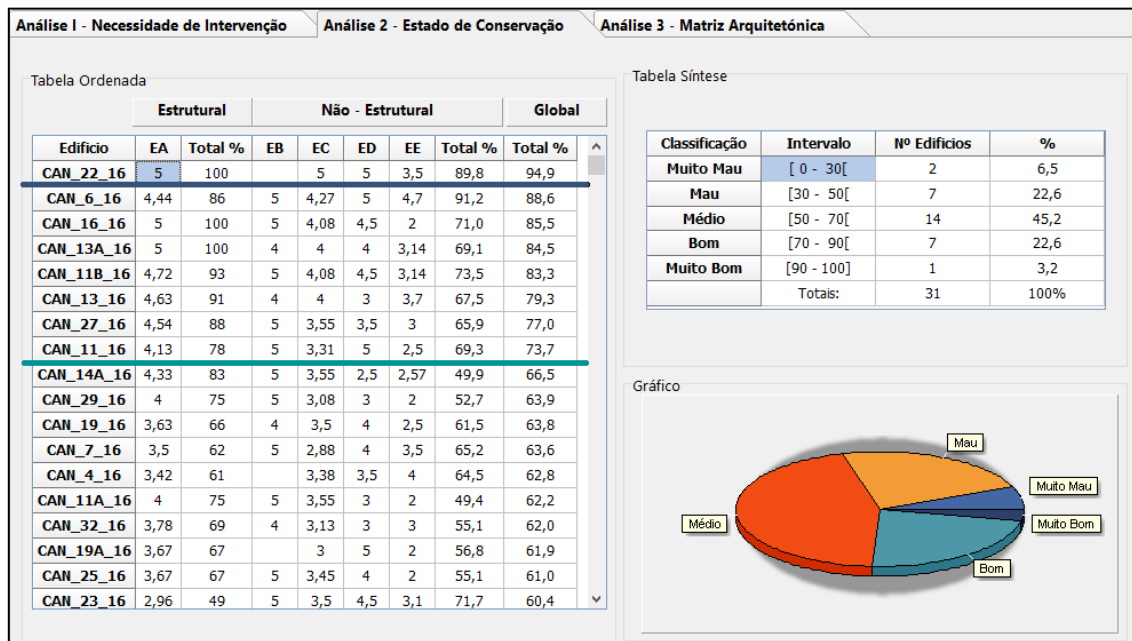 Análise I - Necessidade de Intervenção Análise 2 - Estado de Conservação Análise 3 - Matriz Arquitetónica
Tabela Ordenada
Estrutural Não - Estrutural Global
Edificio EA Total % EB EC ED EE Total % Total %
CAN_22_16 5 100 5 5 3,5 89,8 94,9
CAN_6_16 4,44 86 5 4,27 5 4,7 91,2 88,6
CAN_16_16 5 100 5 4,08 4,5 2 71,0 85,5
CAN_13A_16 5 100 4 4 4 3,14 69,1 84,5
CAN_11B_16 4,72 93 5 4,08 4,5 3,14 73,5 83,3
CAN_13_16 4,63 91 4 4 3 3,7 67,5 79,3
CAN_27_16 4,54 88 5 3,55 3,5 3 65,9 77,0
CAN_11_16 4,13 78 5 3,31 5 2,5 69,3 73,7
CAN_14A_16 4,33 83 5 3,55 2,5 2,57 49,9 66,5
CAN_29_16 4 75 5 3,08 3 2 52,7 63,9
CAN_19_16 3,63 66 4 3,5 4 2,5 61,5 63,8
CAN_7_16 3,5 62 5 2,88 4 3,5 65,2 63,6
CAN_4_16 3,42 61 3,38 3,5 4 64,5 62,8
CAN_11A_16 4 75 5 3,55 3 2 49,4 62,2
CAN_32_16 3,78 69 4 3,13 3 3 55,1 62,0
CAN_19A_16 3,67 67 3 5 2 56,8 61,9
CAN_25_16 3,67 67 5 3,45 4 2 55,1 61,0
CAN_23_16 2,96 49 5 3,5 4,5 3,1 71,7 60,4
Tabela Síntese
Classificação Intervalo Nº Edificios %
Muito Mau [ 0 - 30[ 2 6,5
Mau [30 - 50[ 7 22,6
Médio [50 - 70[ 14 45,2
Bom [70 - 90[ 7 22,6
Muito Bom [90 - 100] 1 3,2
Totais: 31 100%
Gráfico
Mau
Muito Mau
Médio
Muito Bom
Bom